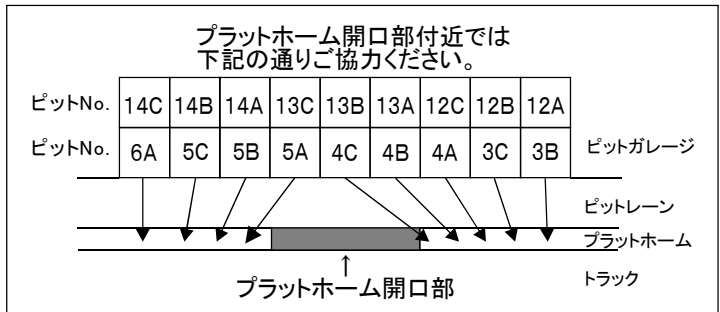 プラットホーム開口部付近では
下記の通りご協力ください。
ピットNo. 14C 14B 14A 13C 13B 13A 12C 12B 12A
ピットNo. 6A 5C 5B 5A 4C 4B 4A 3C 3B ピットガレージ
ピットレーン
プラットホーム
↑
プラットホーム開口部
トラック